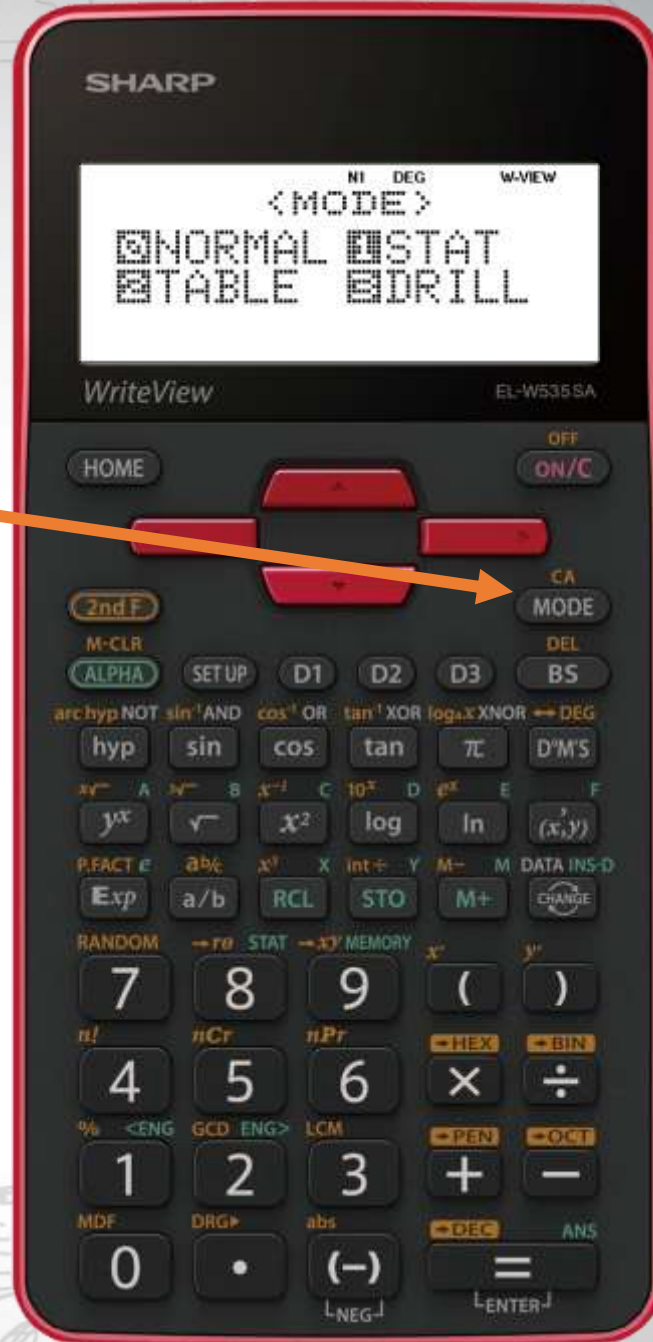 SHARP
N1 DEG W-VIEW
<MODE>
0NORMAL 1STAT
2TABLE 3DRILL
WriteView EL-W535SA
OFF
HOME ON/C
CA
2nd F MODE
M-CLR DEL
ALPHA SET UP D1 D2 D3 BS
arc hyp NOT sin⁻¹ AND cos⁻¹ OR tan⁻¹ XOR logₐx XNOR ↔DEG
hyp sin cos tan π D°M'S
ˣ√ A ³√ B x⁻¹ C 10ˣ D eˣ E F
yˣ √ x² log ln (x,y)
P.FACT e ab/c x³ X int÷ Y M− M DATA INS-D
Exp a/b RCL STO M+ CHANGE
RANDOM →rθ STAT →xy MEMORY x' y'
7 8 9 ( )
n! nCr nPr →HEX →BIN
4 5 6 × ÷
% <ENG GCD ENG> LCM →PEN →OCT
1 2 3 + −
MDF DRG▸ abs →DEC ANS
0 • (−) =
NEG ENTER